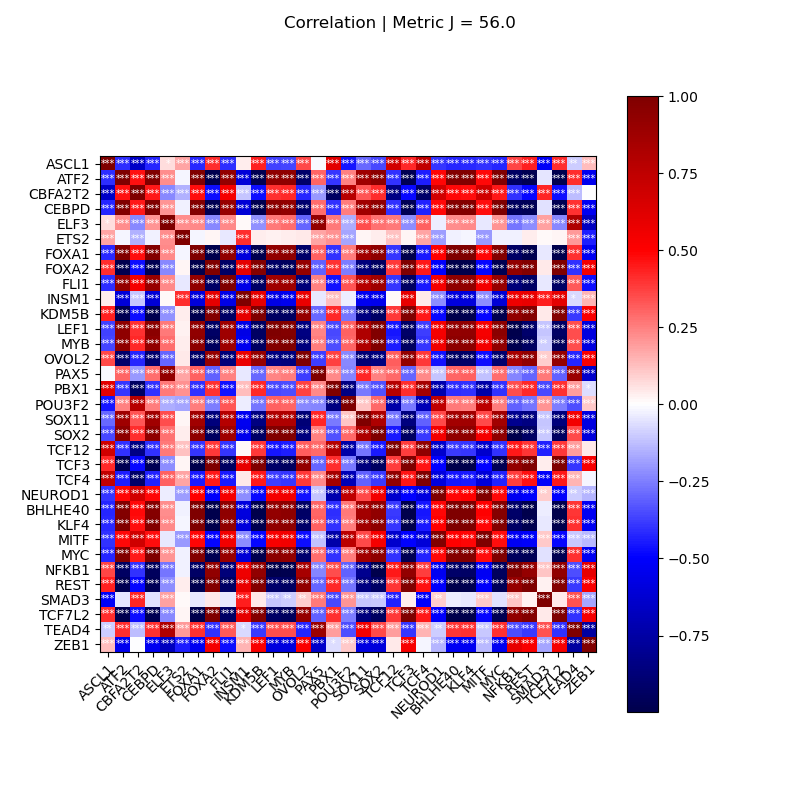 Correlation | Metric J = 56.0
ASCL1
ATF2
CBFA2T2
CEBPD
ELF3
ETS2
FOXA1
FOXA2
FLI1
INSM1
KDM5B
LEF1
MYB
OVOL2
PAX5
PBX1
POU3F2
SOX11
SOX2
TCF12
TCF3
TCF4
NEUROD1
BHLHE40
KLF4
MITF
MYC
NFKB1
REST
SMAD3
TCF7L2
TEAD4
ZEB1
ASCL1
ATF2
CBFA2T2
CEBPD
ELF3
ETS2
FOXA1
FOXA2
FLI1
INSM1
KDM5B
LEF1
MYB
OVOL2
PAX5
PBX1
POU3F2
SOX11
SOX2
TCF12
TCF3
TCF4
NEUROD1
BHLHE40
KLF4
MITF
MYC
NFKB1
REST
SMAD3
TCF7L2
TEAD4
ZEB1
1.00
0.75
0.50
0.25
0.00
−0.25
−0.50
−0.75